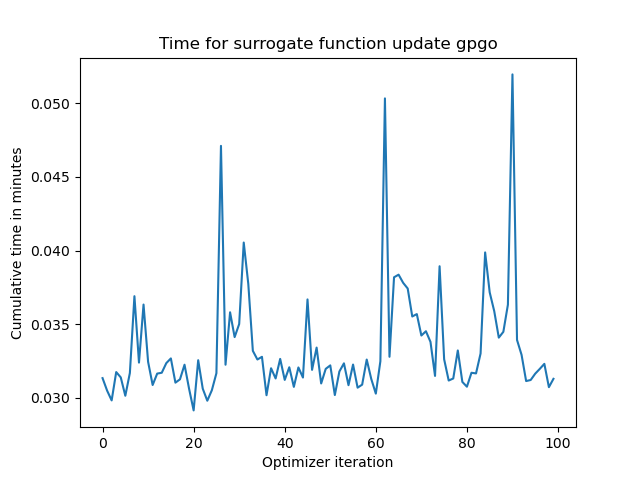 Time for surrogate function update gpgo
Cumulative time in minutes
0.050
0.045
0.040
0.035
0.030
0 20 40 60 80 100
Optimizer iteration